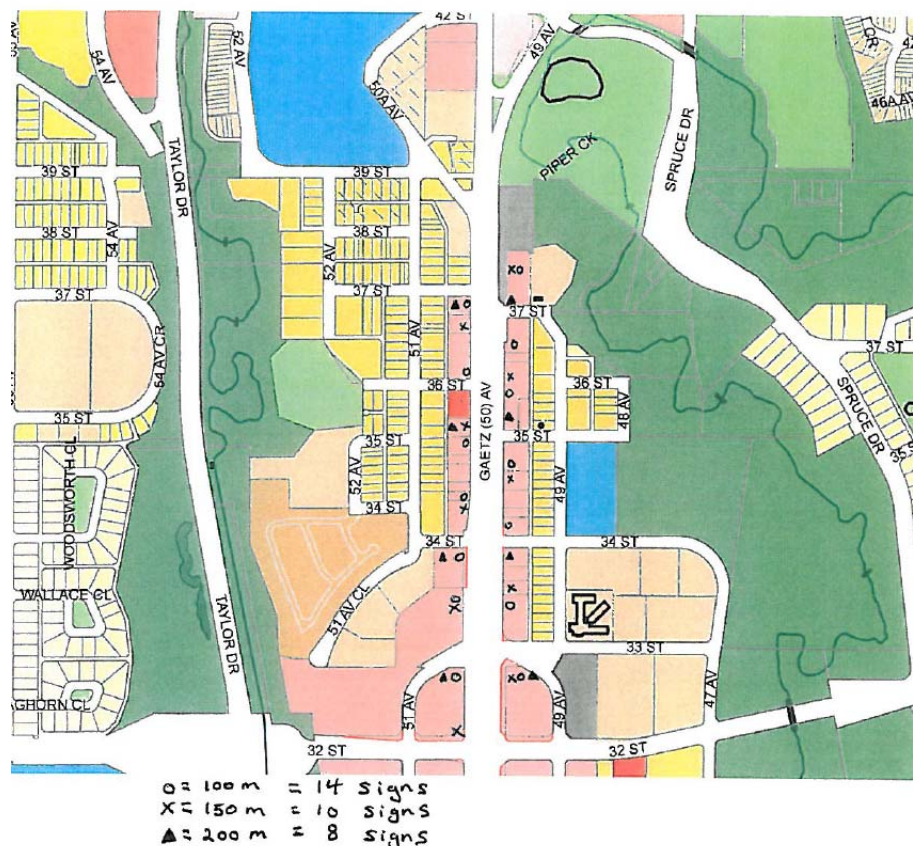 42 ST
49 AV
54 AV
52 AV
50A AV
CR
46A AV
TAYLOR DR
PIPER CK
SPRUCE DR
39 ST
39 ST
38 ST
38 ST
54 AV
52 AV
37 ST
37 ST
37 ST
37 ST
51 AV
54 AV CR
36 ST
36 ST
GAETZ (50) AV
48 AV
SPRUCE DR
35 ST
35 ST
35 ST
WOODSWORTH CL
52 AV
49 AV
34 ST
34 ST
34 ST
WALLACE CL
51 AV CL
TAYLOR DR
33 ST
51 AV
49 AV
47 AV
32 ST
32 ST
O = 100 m = 14 signs
X = 150 m = 10 signs
▲ = 200 m = 8 signs